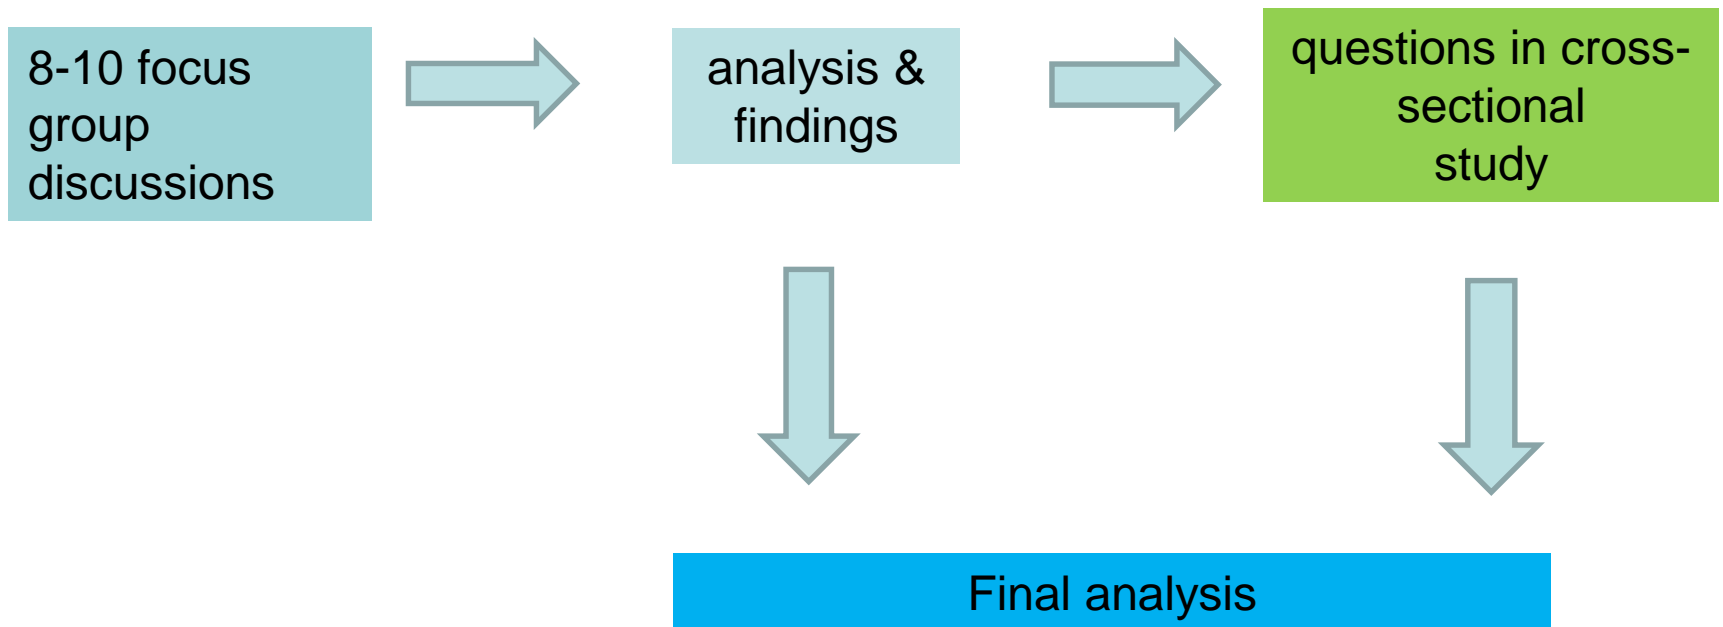 8-10 focus
group
discussions
analysis &
findings
questions in cross-
sectional
study
Final analysis